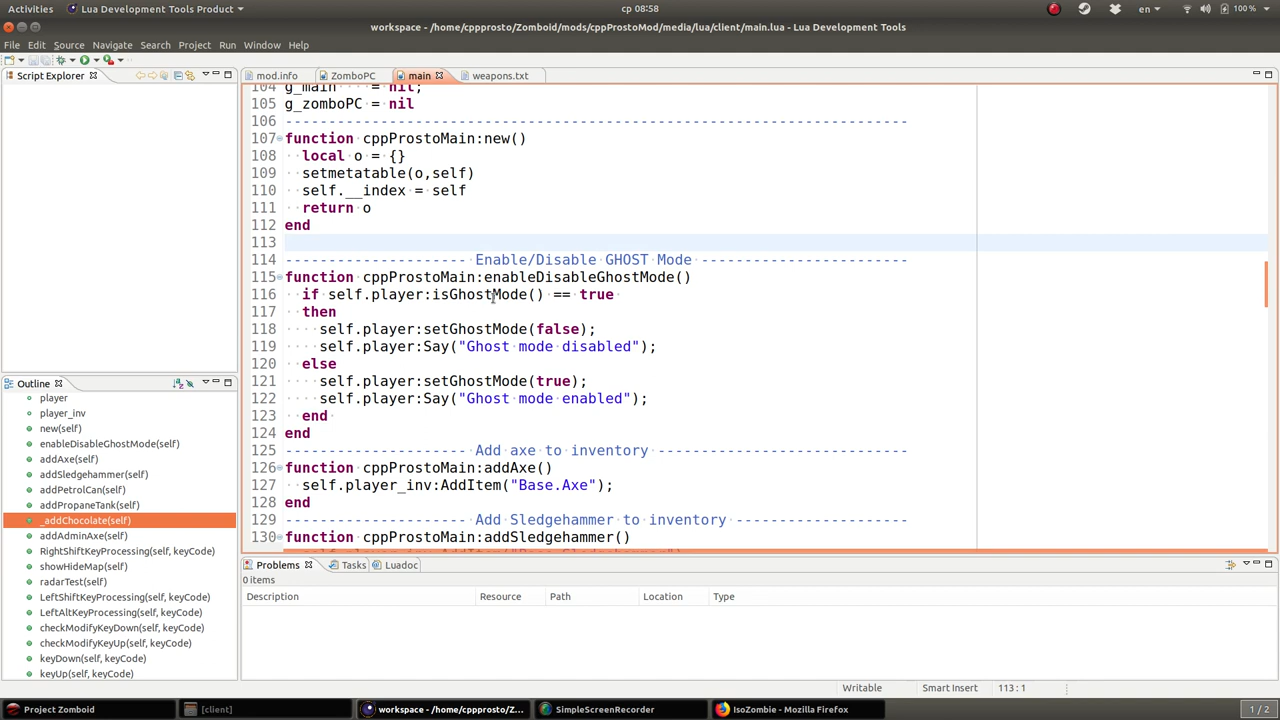 Activities
Lua Development Tools Product
ср 08:58
en
100 %
workspace - /home/cppprosto/Zomboid/mods/cppProstoMod/media/lua/client/main.lua - Lua Development Tools
File Edit Source Navigate Search Project Run Window Help
Script Explorer
mod.info
ZomboPC
main
weapons.txt
104 g_main = nil;
105 g_zomboPC = nil
106 ------------------------------------------------------------------------
107 function cppProstoMain:new()
108 local o = {}
109 setmetatable(o,self)
110 self.__index = self
111 return o
112 end
113
114 --------------------- Enable/Disable GHOST Mode ------------------------
115 function cppProstoMain:enableDisableGhostMode()
116 if self.player:isGhostMode() == true
117 then
118 self.player:setGhostMode(false);
119 self.player:Say("Ghost mode disabled");
120 else
121 self.player:setGhostMode(true);
122 self.player:Say("Ghost mode enabled");
123 end
124 end
125 --------------------- Add axe to inventory -----------------------------
126 function cppProstoMain:addAxe()
127 self.player_inv:AddItem("Base.Axe");
128 end
129 --------------------- Add Sledgehammer to inventory --------------------
130 function cppProstoMain:addSledgehammer()
Outline
player
player_inv
new(self)
enableDisableGhostMode(self)
addAxe(self)
addSledgehammer(self)
addPetrolCan(self)
addPropaneTank(self)
_addChocolate(self)
addAdminAxe(self)
RightShiftKeyProcessing(self, keyCode)
showHideMap(self)
radarTest(self)
LeftShiftKeyProcessing(self, keyCode)
LeftAltKeyProcessing(self, keyCode)
checkModifyKeyDown(self, keyCode)
checkModifyKeyUp(self, keyCode)
keyDown(self, keyCode)
keyUp(self, keyCode)
Problems
Tasks
Luadoc
0 items
Description Resource Path Location Type
Writable Smart Insert 113 : 1
Project Zomboid
[client]
workspace - /home/cppprosto/Z...
SimpleScreenRecorder
IsoZombie - Mozilla Firefox
1 / 2